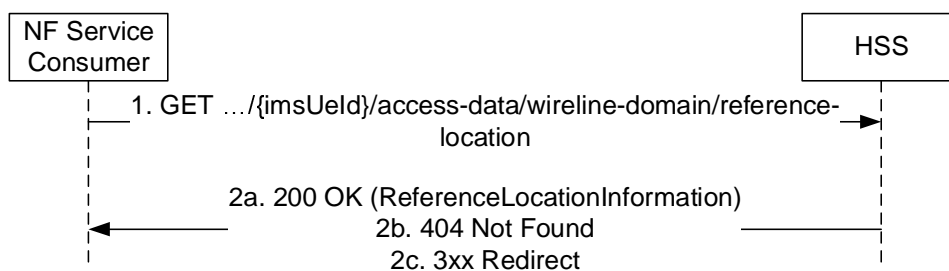 NF Service
Consumer
HSS
1. GET …/{imsUeId}/access-data/wireline-domain/reference-
location
2a. 200 OK (ReferenceLocationInformation)
2b. 404 Not Found
2c. 3xx Redirect